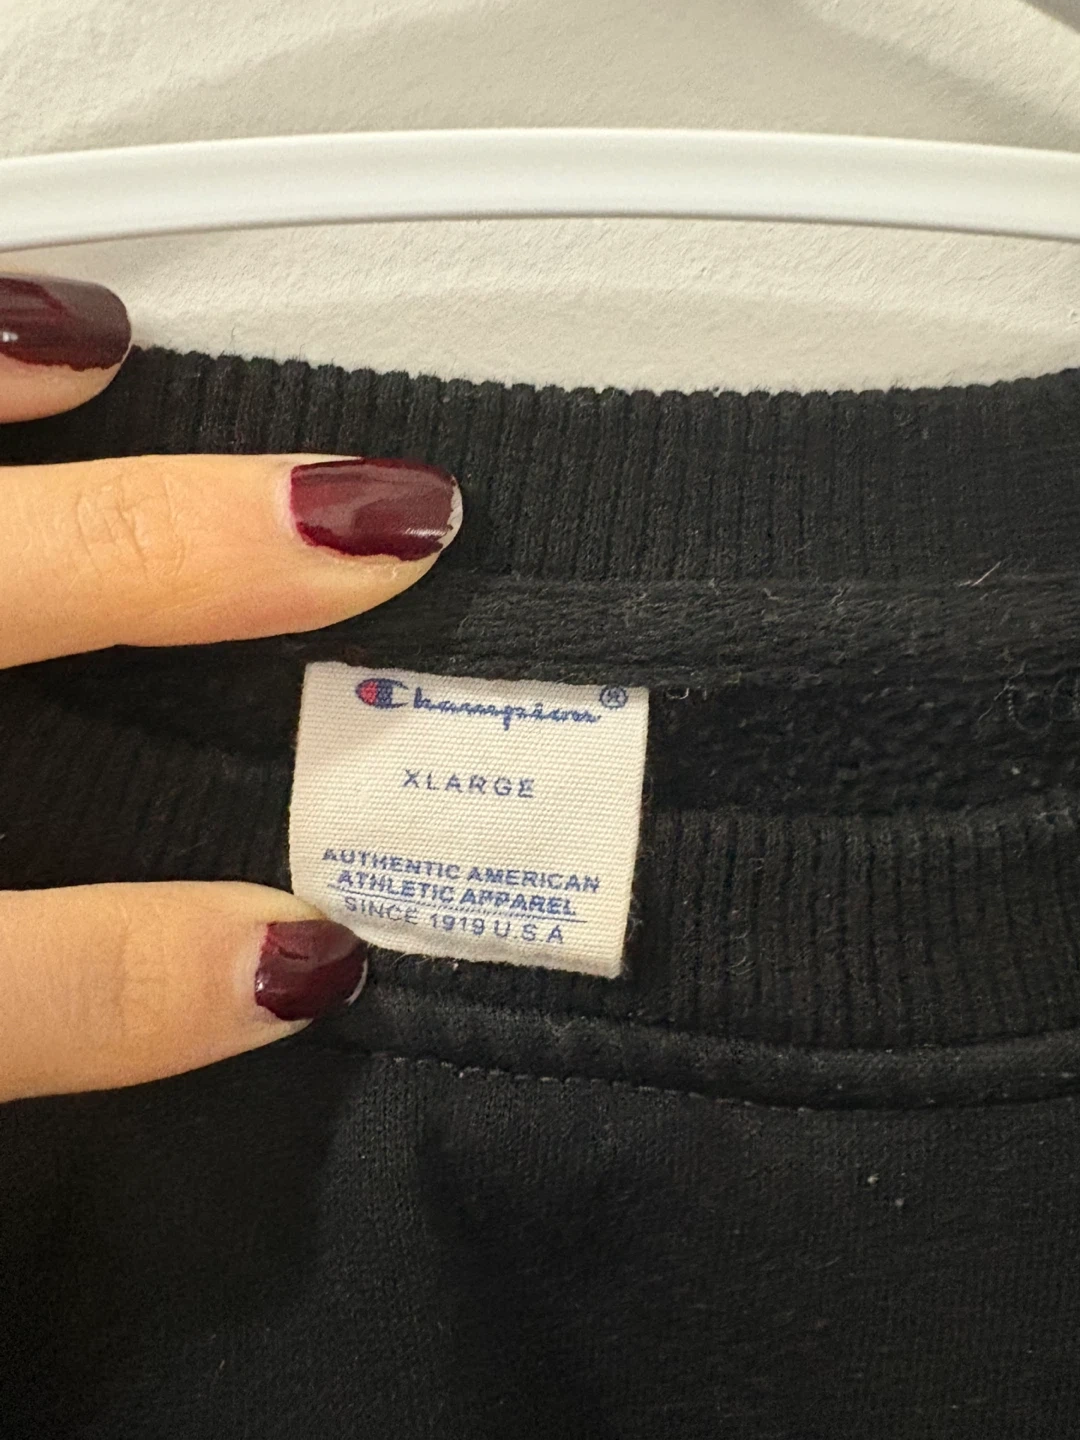 Champion®
XLARGE
AUTHENTIC AMERICAN
ATHLETIC APPAREL
SINCE 1919 U.S.A